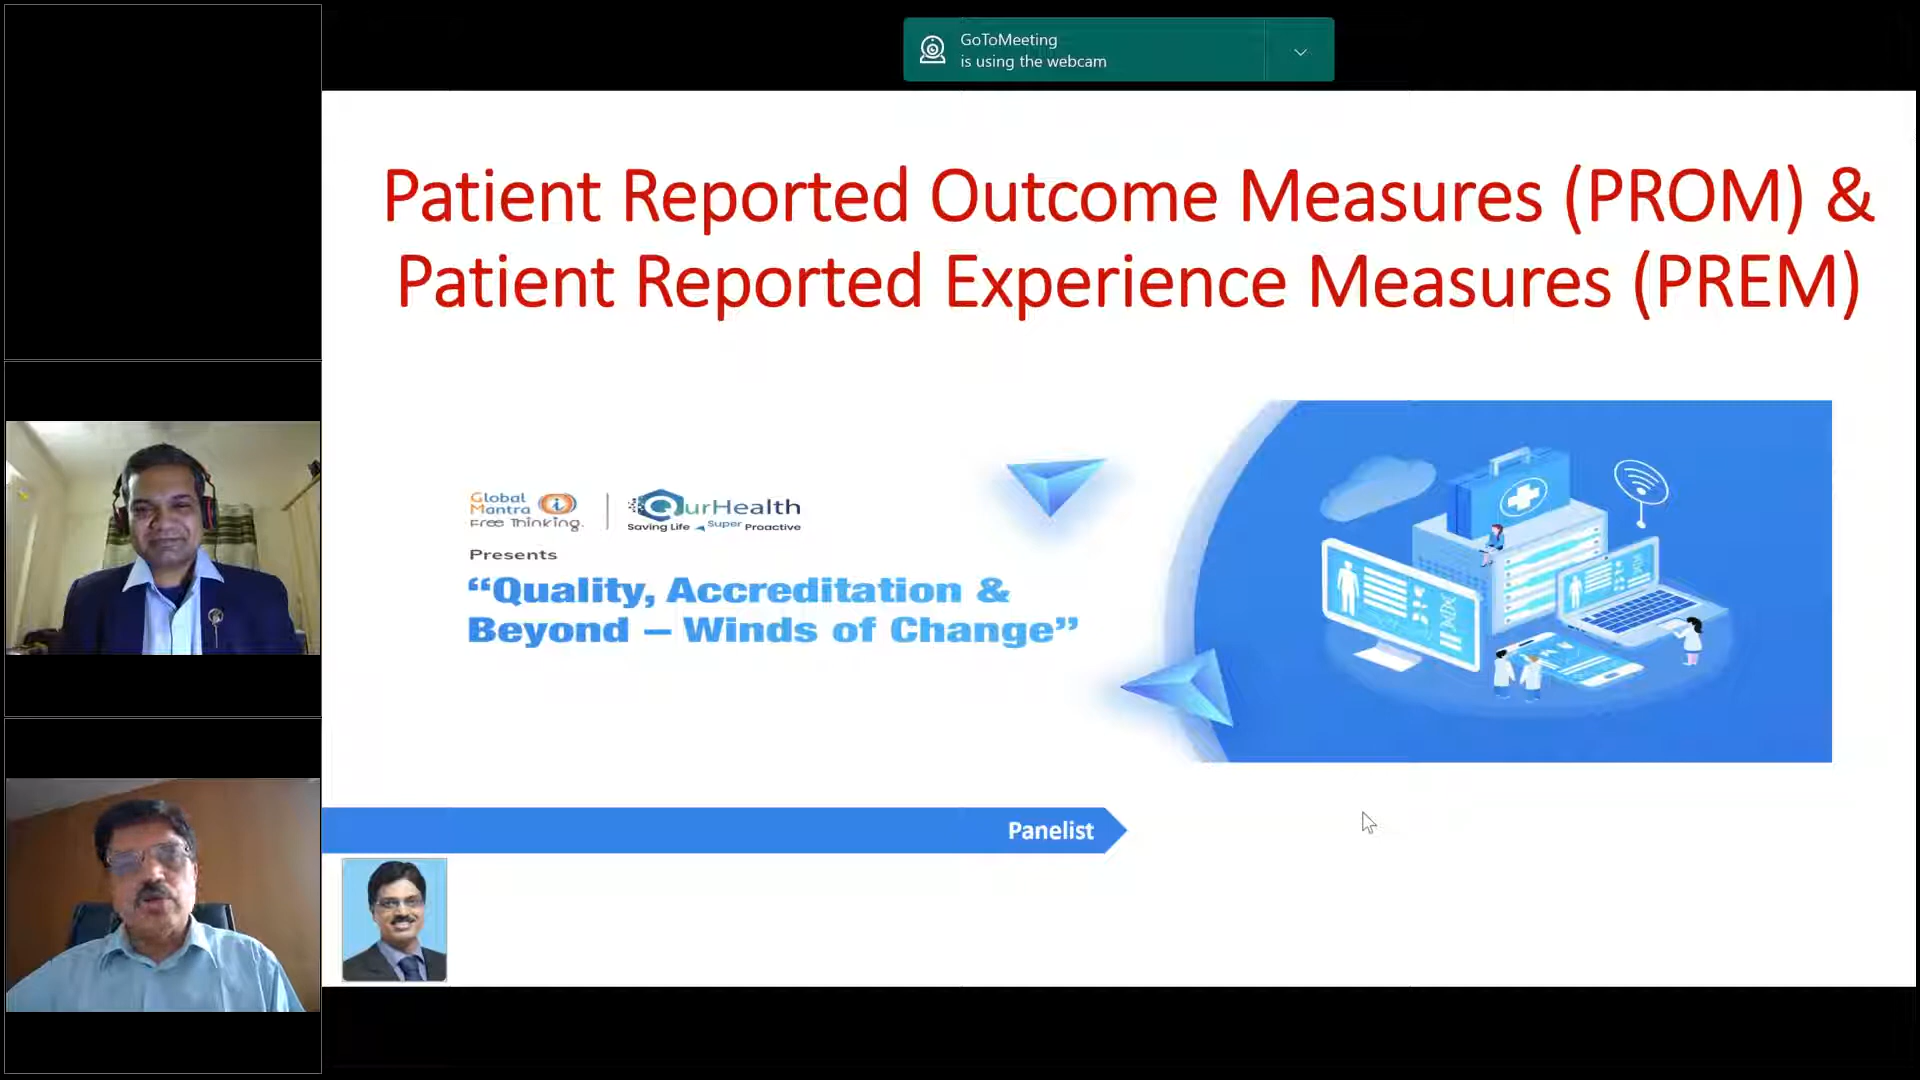 GoToMeeting
is using the webcam
Patient Reported Outcome Measures (PROM) &
Patient Reported Experience Measures (PREM)
Global
Mantra
Free Thinking.
QurHealth
Saving Life Super Proactive
Presents
“Quality, Accreditation &
Beyond – Winds of Change”
Panelist